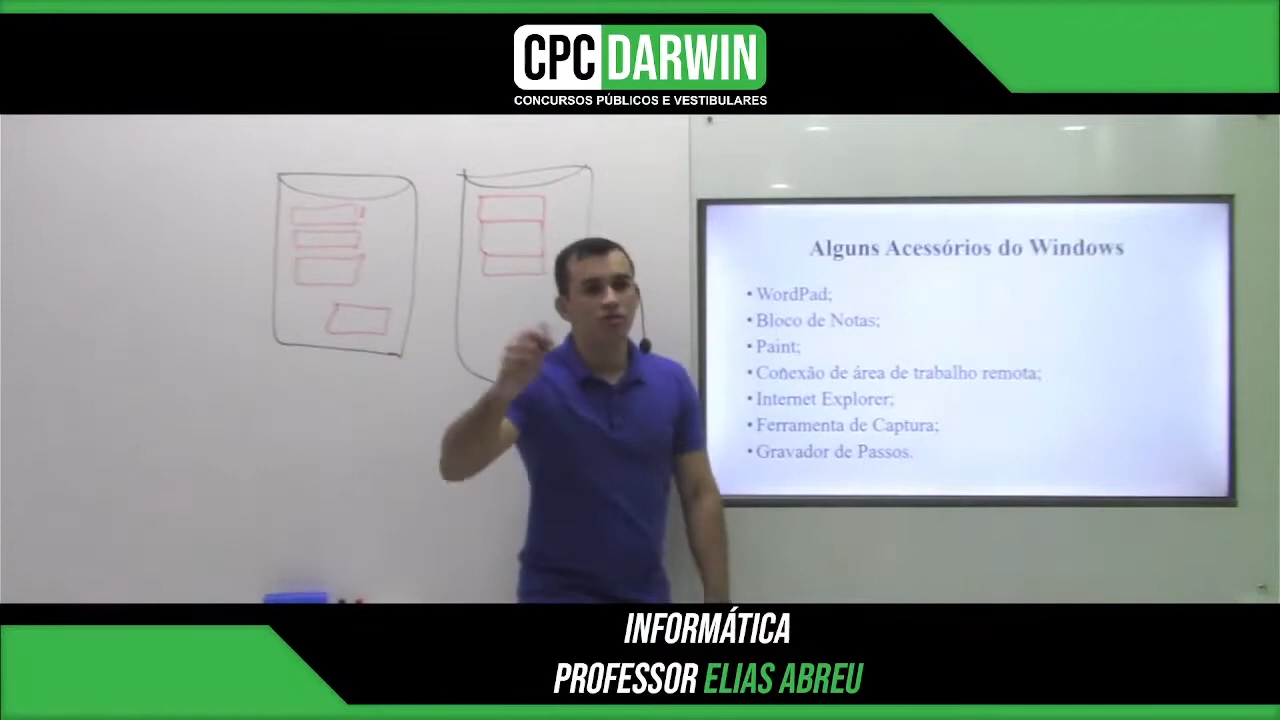 CPC DARWIN
CONCURSOS PÚBLICOS E VESTIBULARES
Alguns Acessórios do Windows
• WordPad;
• Bloco de Notas;
• Paint;
• Conexão de área de trabalho remota;
• Internet Explorer;
• Ferramenta de Captura;
• Gravador de Passos.
INFORMÁTICA
PROFESSOR ELIAS ABREU